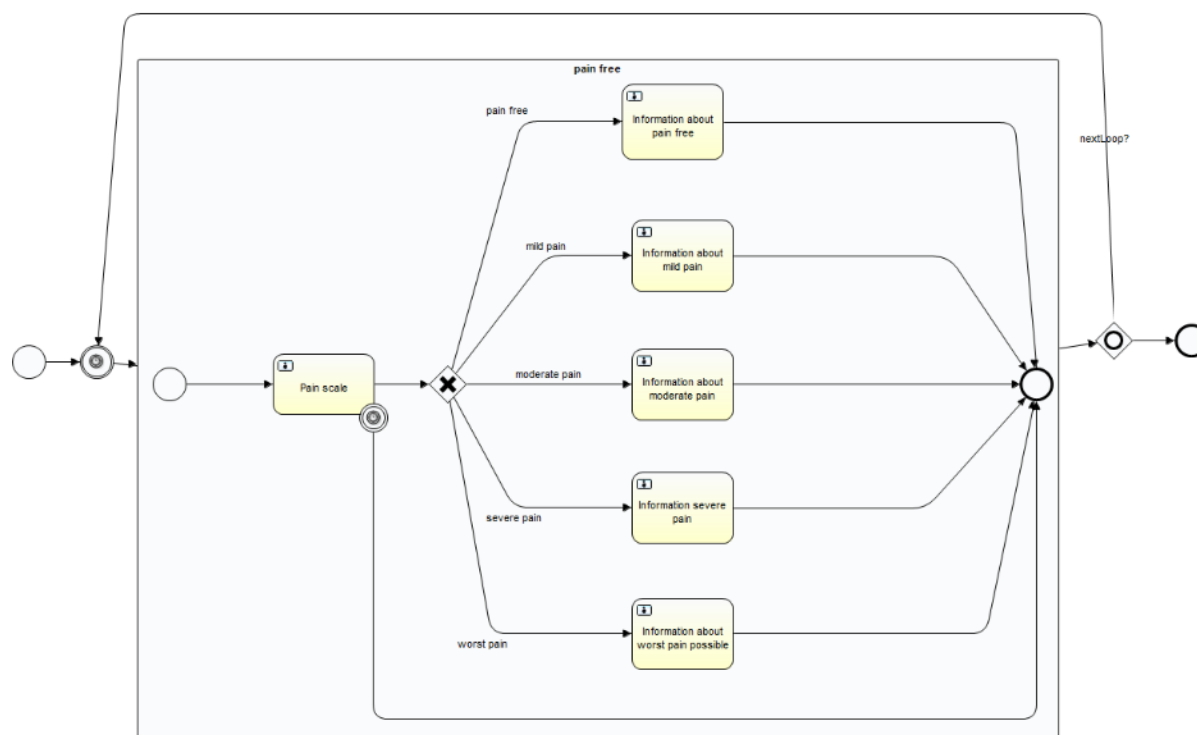 pain free
pain free
Information about
pain free
nextLoop?
mild pain
Information about
mild pain
moderate pain
Information about
moderate pain
Pain scale
severe pain
Information severe
pain
worst pain
Information about
worst pain possible